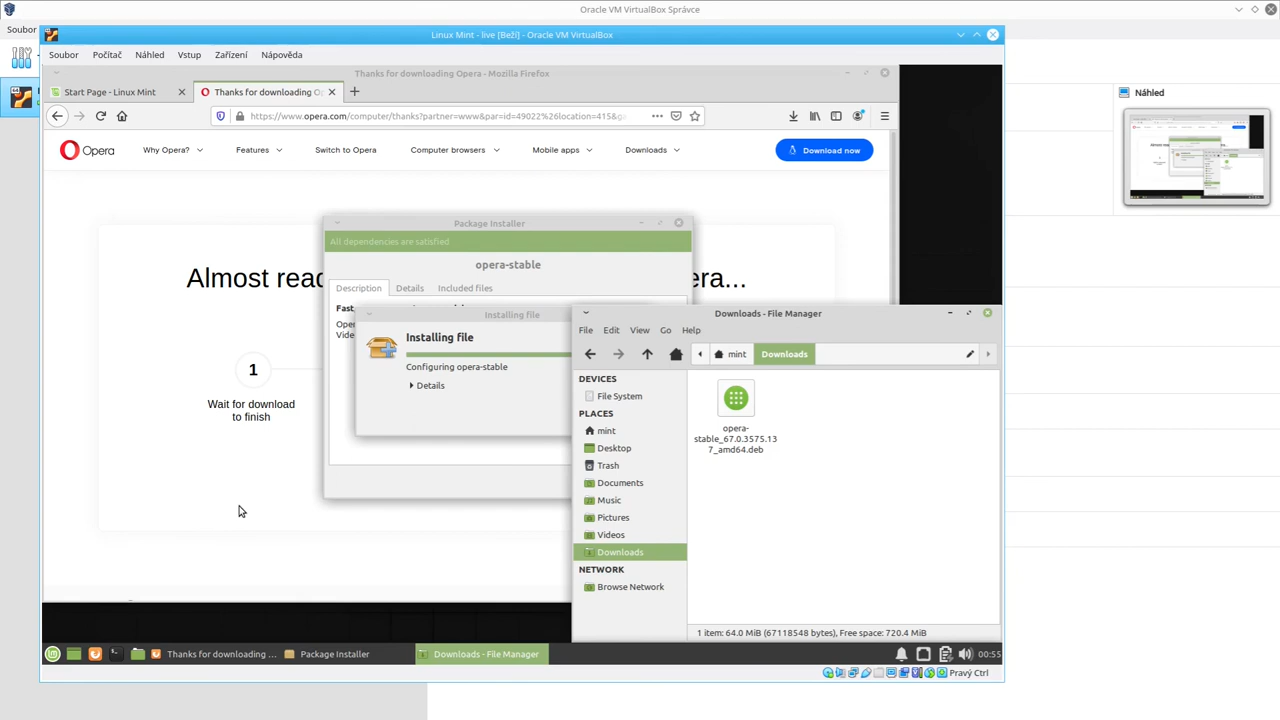 Oracle VM VirtualBox Správce
Soubor
Linux Mint - live [Beží] - Oracle VM VirtualBox
Soubor Počítač Náhled Vstup Zařízení Nápověda
Náhled
Thanks for downloading Opera - Mozilla Firefox
Start Page - Linux Mint
Thanks for downloading Op
https://www.opera.com/computer/thanks?partner=www&par=id=49022%26location=415&g
Opera
Why Opera? Features Switch to Opera Computer browsers Mobile apps Downloads Download now
Package Installer
All dependencies are satisfied
opera-stable
Almost rea
era...
Description Details Included files
Fast
Oper
Vide
Installing file
Installing file
Configuring opera-stable
Details
1
Wait for download
to finish
Downloads - File Manager
File Edit View Go Help
mint Downloads
DEVICES
File System
PLACES
mint
Desktop
Trash
Documents
Music
Pictures
Videos
Downloads
NETWORK
Browse Network
opera-
stable_67.0.3575.13
7_amd64.deb
1 item: 64.0 MiB (67118548 bytes), Free space: 720.4 MiB
Thanks for downloading ... Package Installer Downloads - File Manager 00:55
Pravý Ctrl